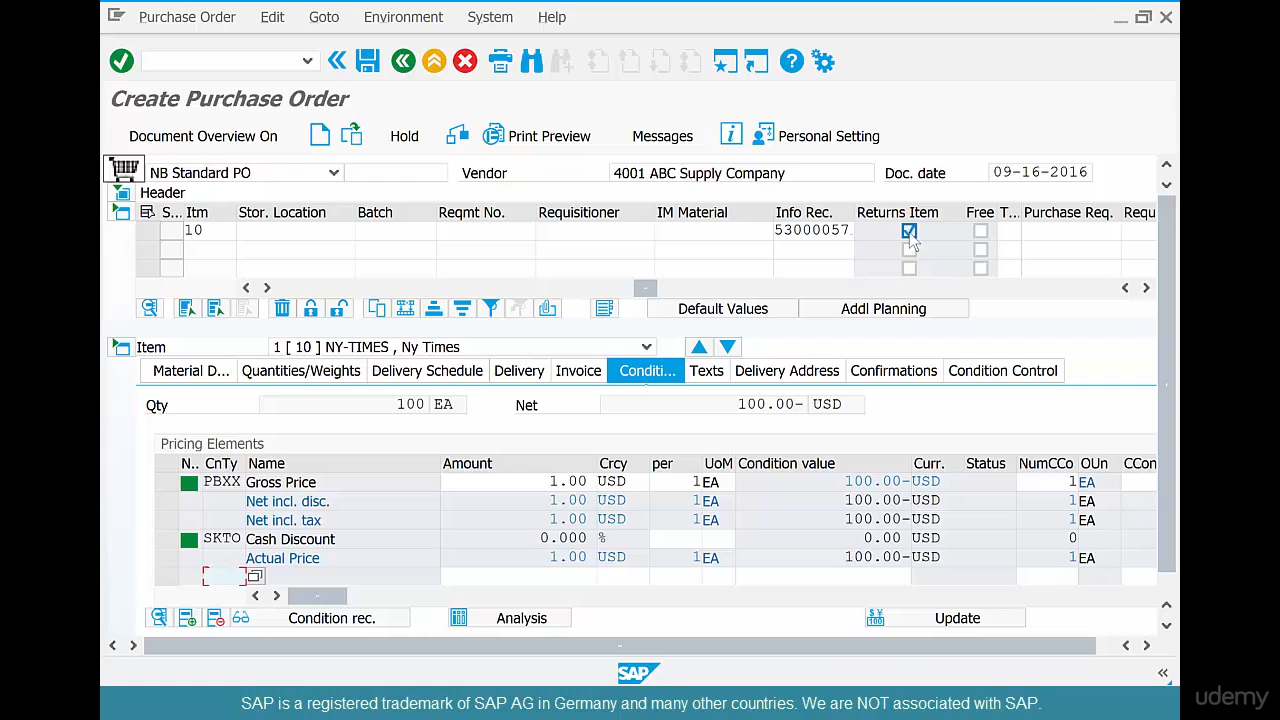 Purchase Order Edit Goto Environment System Help
Create Purchase Order
Document Overview On Hold Print Preview Messages Personal Setting
NB Standard PO Vendor 4001 ABC Supply Company Doc. date 09-16-2016
Header
S... Itm Stor. Location Batch Reqmt No. Requisitioner IM Material Info Rec. Returns Item Free T... Purchase Req. Requ
10 53000057..
Default Values Addl Planning
Item 1 [ 10 ] NY-TIMES , Ny Times
Material D... Quantities/Weights Delivery Schedule Delivery Invoice Conditi... Texts Delivery Address Confirmations Condition Control
Qty 100 EA Net 100.00- USD
Pricing Elements
N.. CnTy Name Amount Crcy per UoM Condition value Curr. Status NumCCo OUn CCon
PBXX Gross Price 1.00 USD 1 EA 100.00- USD 1 EA
Net incl. disc. 1.00 USD 1 EA 100.00- USD 1 EA
Net incl. tax 1.00 USD 1 EA 100.00- USD 1 EA
SKTO Cash Discount 0.000 % 0.00 USD 0
Actual Price 1.00 USD 1 EA 100.00- USD 1 EA
Condition rec. Analysis Update
SAP
SAP is a registered trademark of SAP AG in Germany and many other countries. We are NOT associated with SAP.
udemy